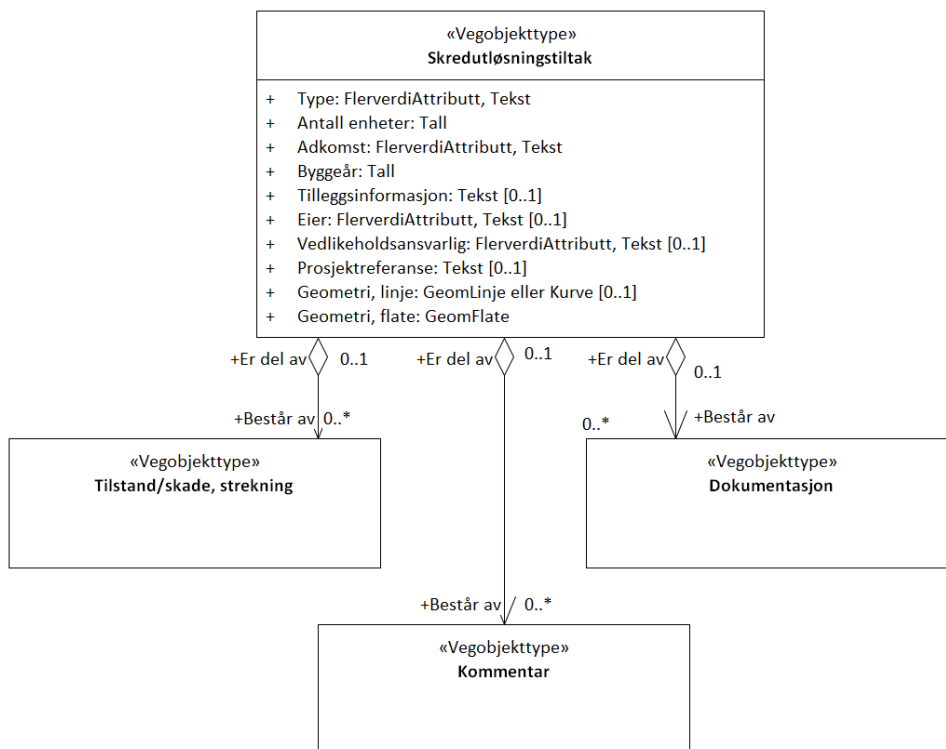 «Vegobjekttype»
Skredutløsningstiltak
+ Type: FlerverdiAttributt, Tekst
+ Antall enheter: Tall
+ Adkomst: FlerverdiAttributt, Tekst
+ Byggeår: Tall
+ Tilleggsinformasjon: Tekst [0..1]
+ Eier: FlerverdiAttributt, Tekst [0..1]
+ Vedlikeholdsansvarlig: FlerverdiAttributt, Tekst [0..1]
+ Prosjektreferanse: Tekst [0..1]
+ Geometri, linje: GeomLinje eller Kurve [0..1]
+ Geometri, flate: GeomFlate
+Er del av 0..1
+Er del av 0..1
+Er del av 0..1
+Består av 0..*
0..* +Består av
«Vegobjekttype»
Tilstand/skade, strekning
«Vegobjekttype»
Dokumentasjon
+Består av 0..*
«Vegobjekttype»
Kommentar